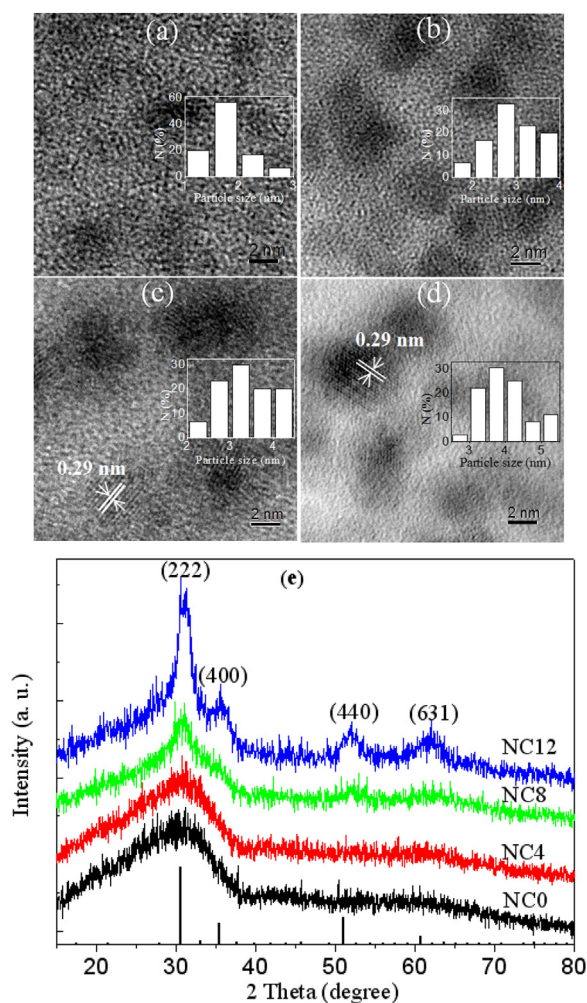 (a)
60
40
20
0
N (%)
1 2 3
Particle size (nm)
2 nm
(b)
30
20
10
0
N (%)
2 3 4
Particle size (nm)
2 nm
(c)
0.29 nm
30
20
10
0
N (%)
2 3 4
Particle size (nm)
2 nm
(d)
0.29 nm
30
20
10
0
N (%)
3 4 5
Particle size (nm)
2 nm
(e)
(222)
(400)
(440)
(631)
NC12
NC8
NC4
NC0
Intensity (a. u.)
20 30 40 50 60 70 80
2 Theta (degree)